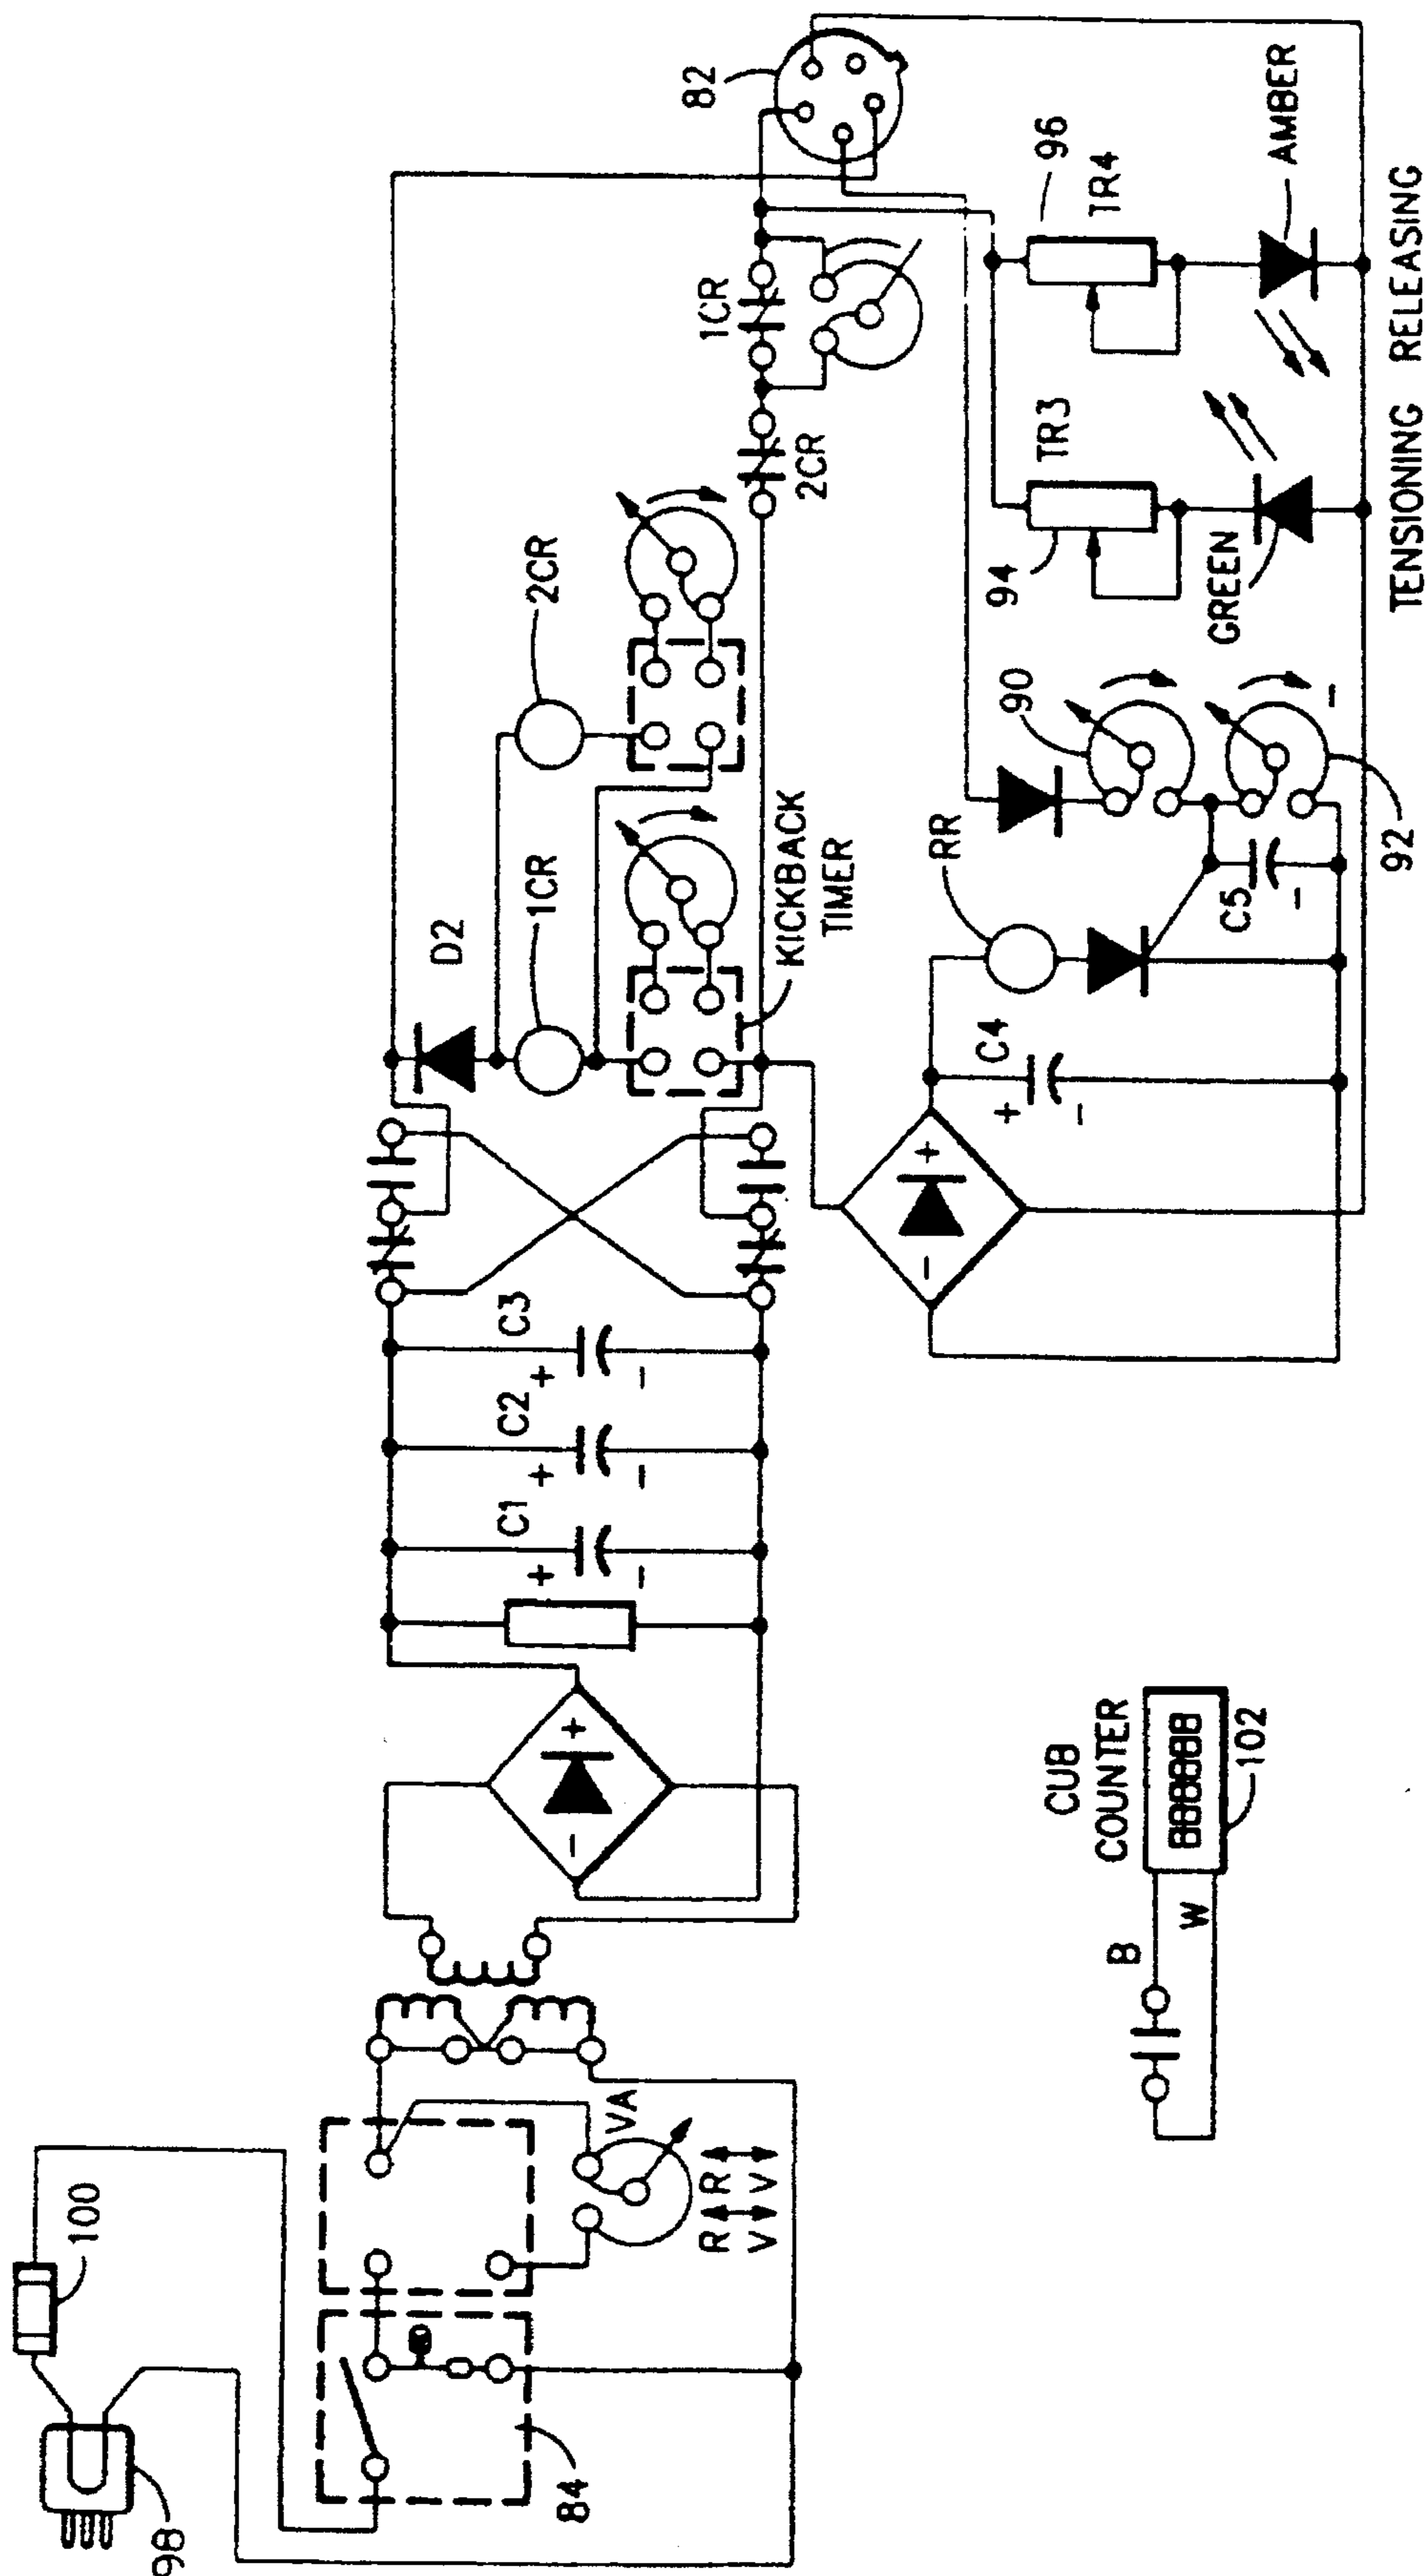 98
100
84
VA
R R
V V
C1
+
-
C2
+
-
C3
+
-
+
-
D2
1CR
2CR
KICKBACK
TIMER
2CR
1CR
82
+
-
C4
+
-
RR
C5
-
90
92
-
94
TR3
GREEN
96
TR4
AMBER
TENSIONING RELEASING
CUB
COUNTER
B
W
888888
102